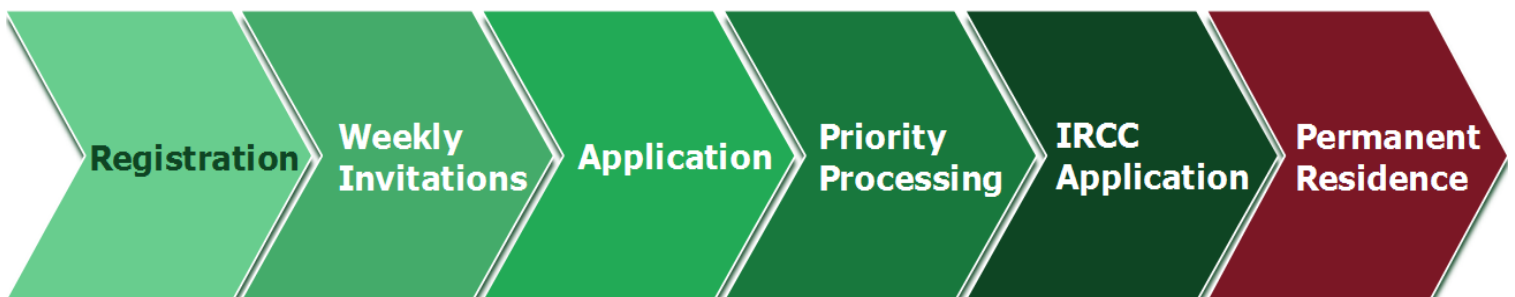 Registration
Weekly
Invitations
Application
Priority
Processing
IRCC
Application
Permanent
Residence